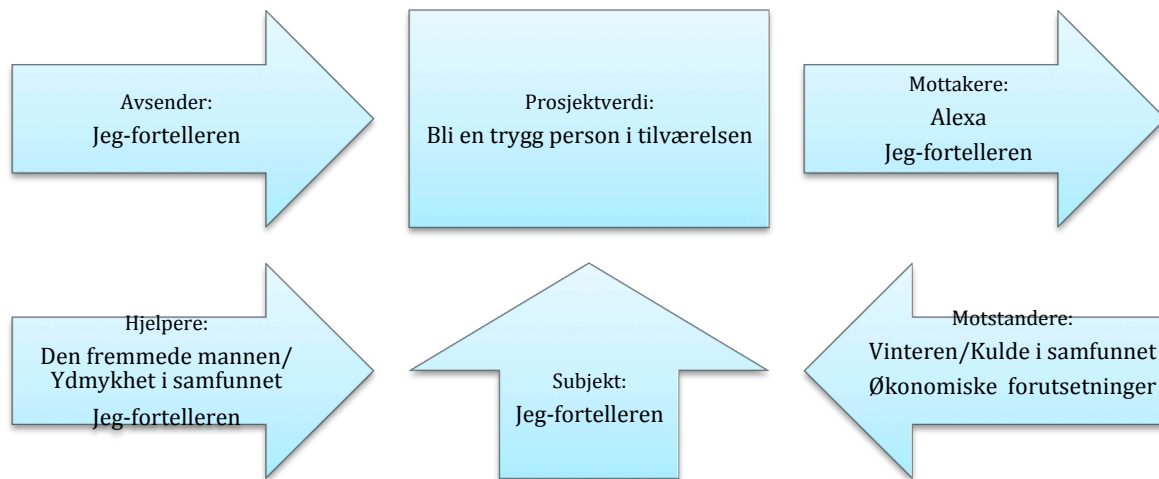 Avsender:
Jeg-fortelleren
Prosjektverdi:
Bli en trygg person i tilværelsen
Mottakere:
Alexa
Jeg-fortelleren
Hjelpere:
Den fremmede mannen/
Ydmykhet i samfunnet
Jeg-fortelleren
Subjekt:
Jeg-fortelleren
Motstandere:
Vinteren/Kulde i samfunnet
Økonomiske forutsetninger